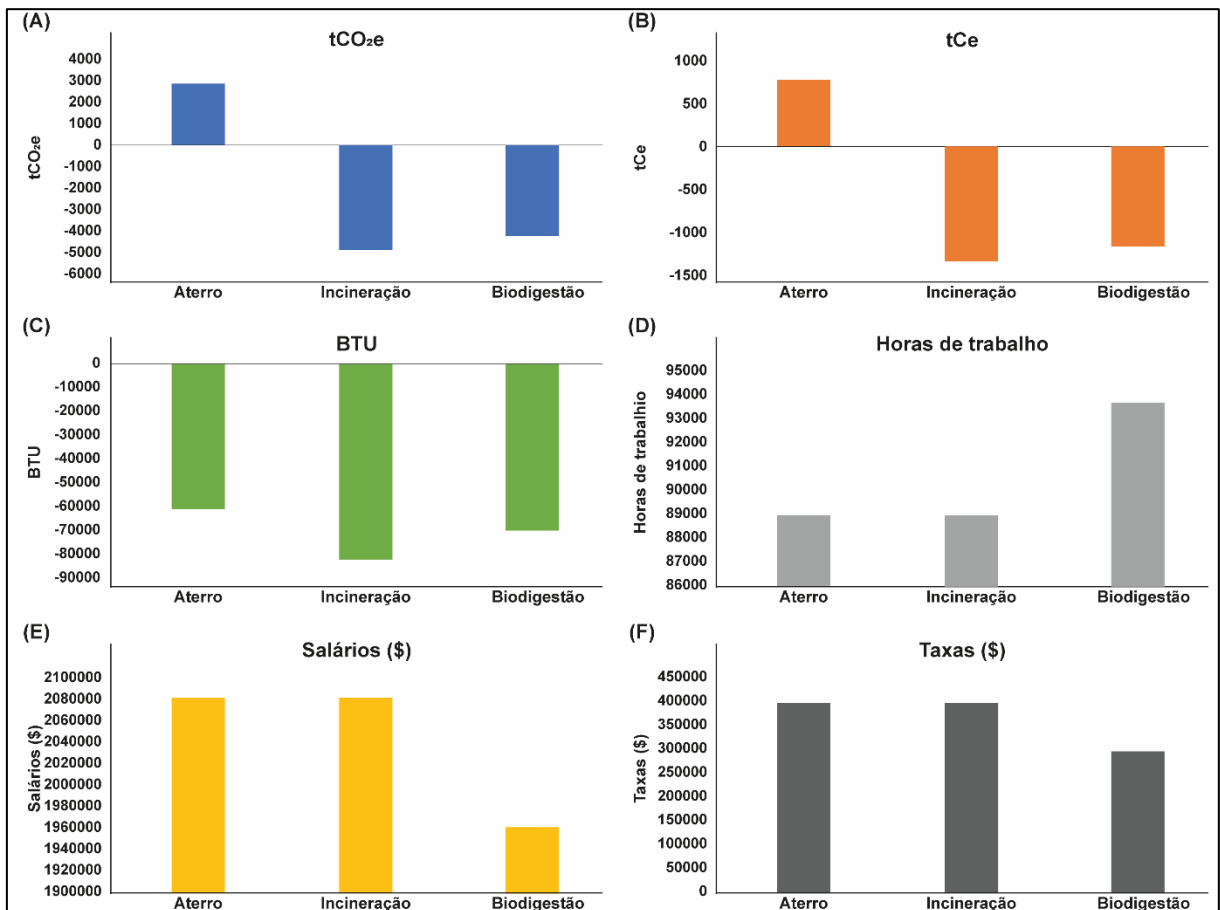 (A)
tCO₂e
tCO₂e
4000
3000
2000
1000
0
-1000
-2000
-3000
-4000
-5000
-6000
Aterro Incineração Biodigestão
(B)
tCe
tCe
1000
500
0
-500
-1000
-1500
Aterro Incineração Biodigestão
(C)
BTU
BTU
0
-10000
-20000
-30000
-40000
-50000
-60000
-70000
-80000
-90000
Aterro Incineração Biodigestão
(D)
Horas de trabalho
Horas de trabalhio
95000
94000
93000
92000
91000
90000
89000
88000
87000
86000
Aterro Incineração Biodigestão
(E)
Salários ($)
Salários ($)
2100000
2080000
2060000
2040000
2020000
2000000
1980000
1960000
1940000
1920000
1900000
Aterro Incineração Biodigestão
(F)
Taxas ($)
Taxas ($)
450000
400000
350000
300000
250000
200000
150000
100000
50000
0
Aterro Incineração Biodigestão